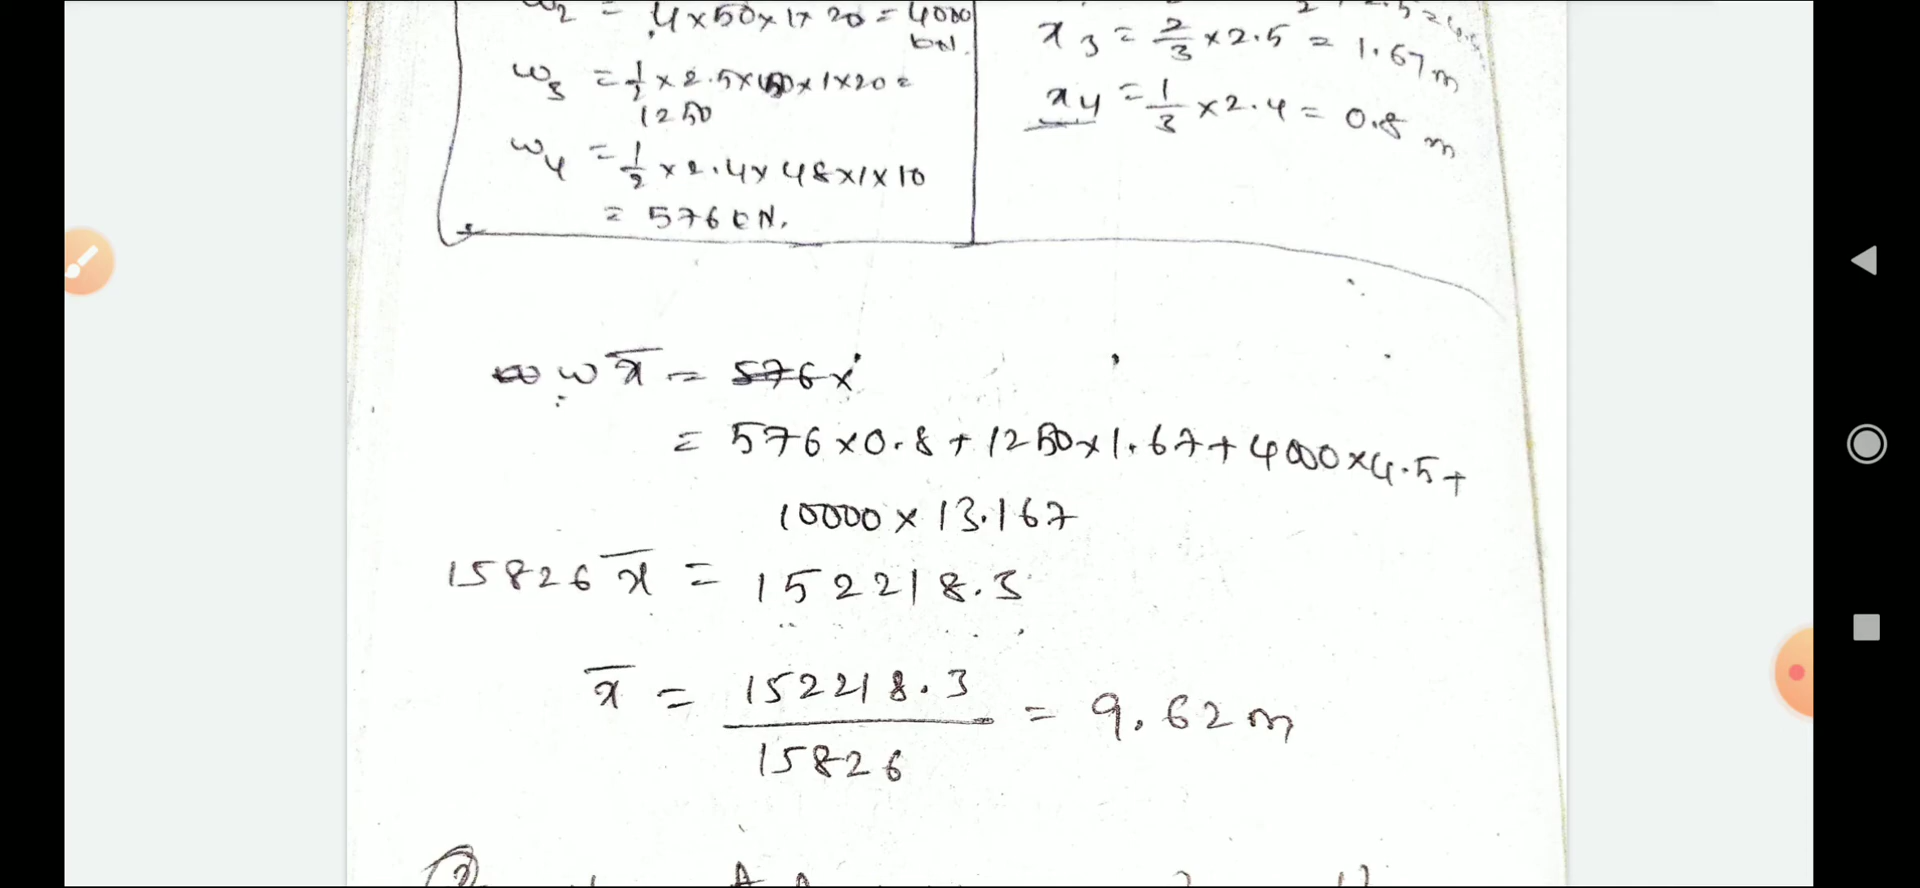 w2 = 4×50×1×20 = 4000 kN.
w3 = 1/2 × 2.5×50×1×20 =
1250
w4 = 1/2 × 2.4× 48×1×10
= 576 kN.
x3 = 2/3 ×2.5 = 1.67 m
x4 = 1/3 ×2.4 = 0.8 m
w x̄ = 576×
= 576×0.8+1250×1.67+4000×4.5+
10000×13.167
15826 x̄ = 152218.3
x̄ = 152218.3 / 15826 = 9.62 m